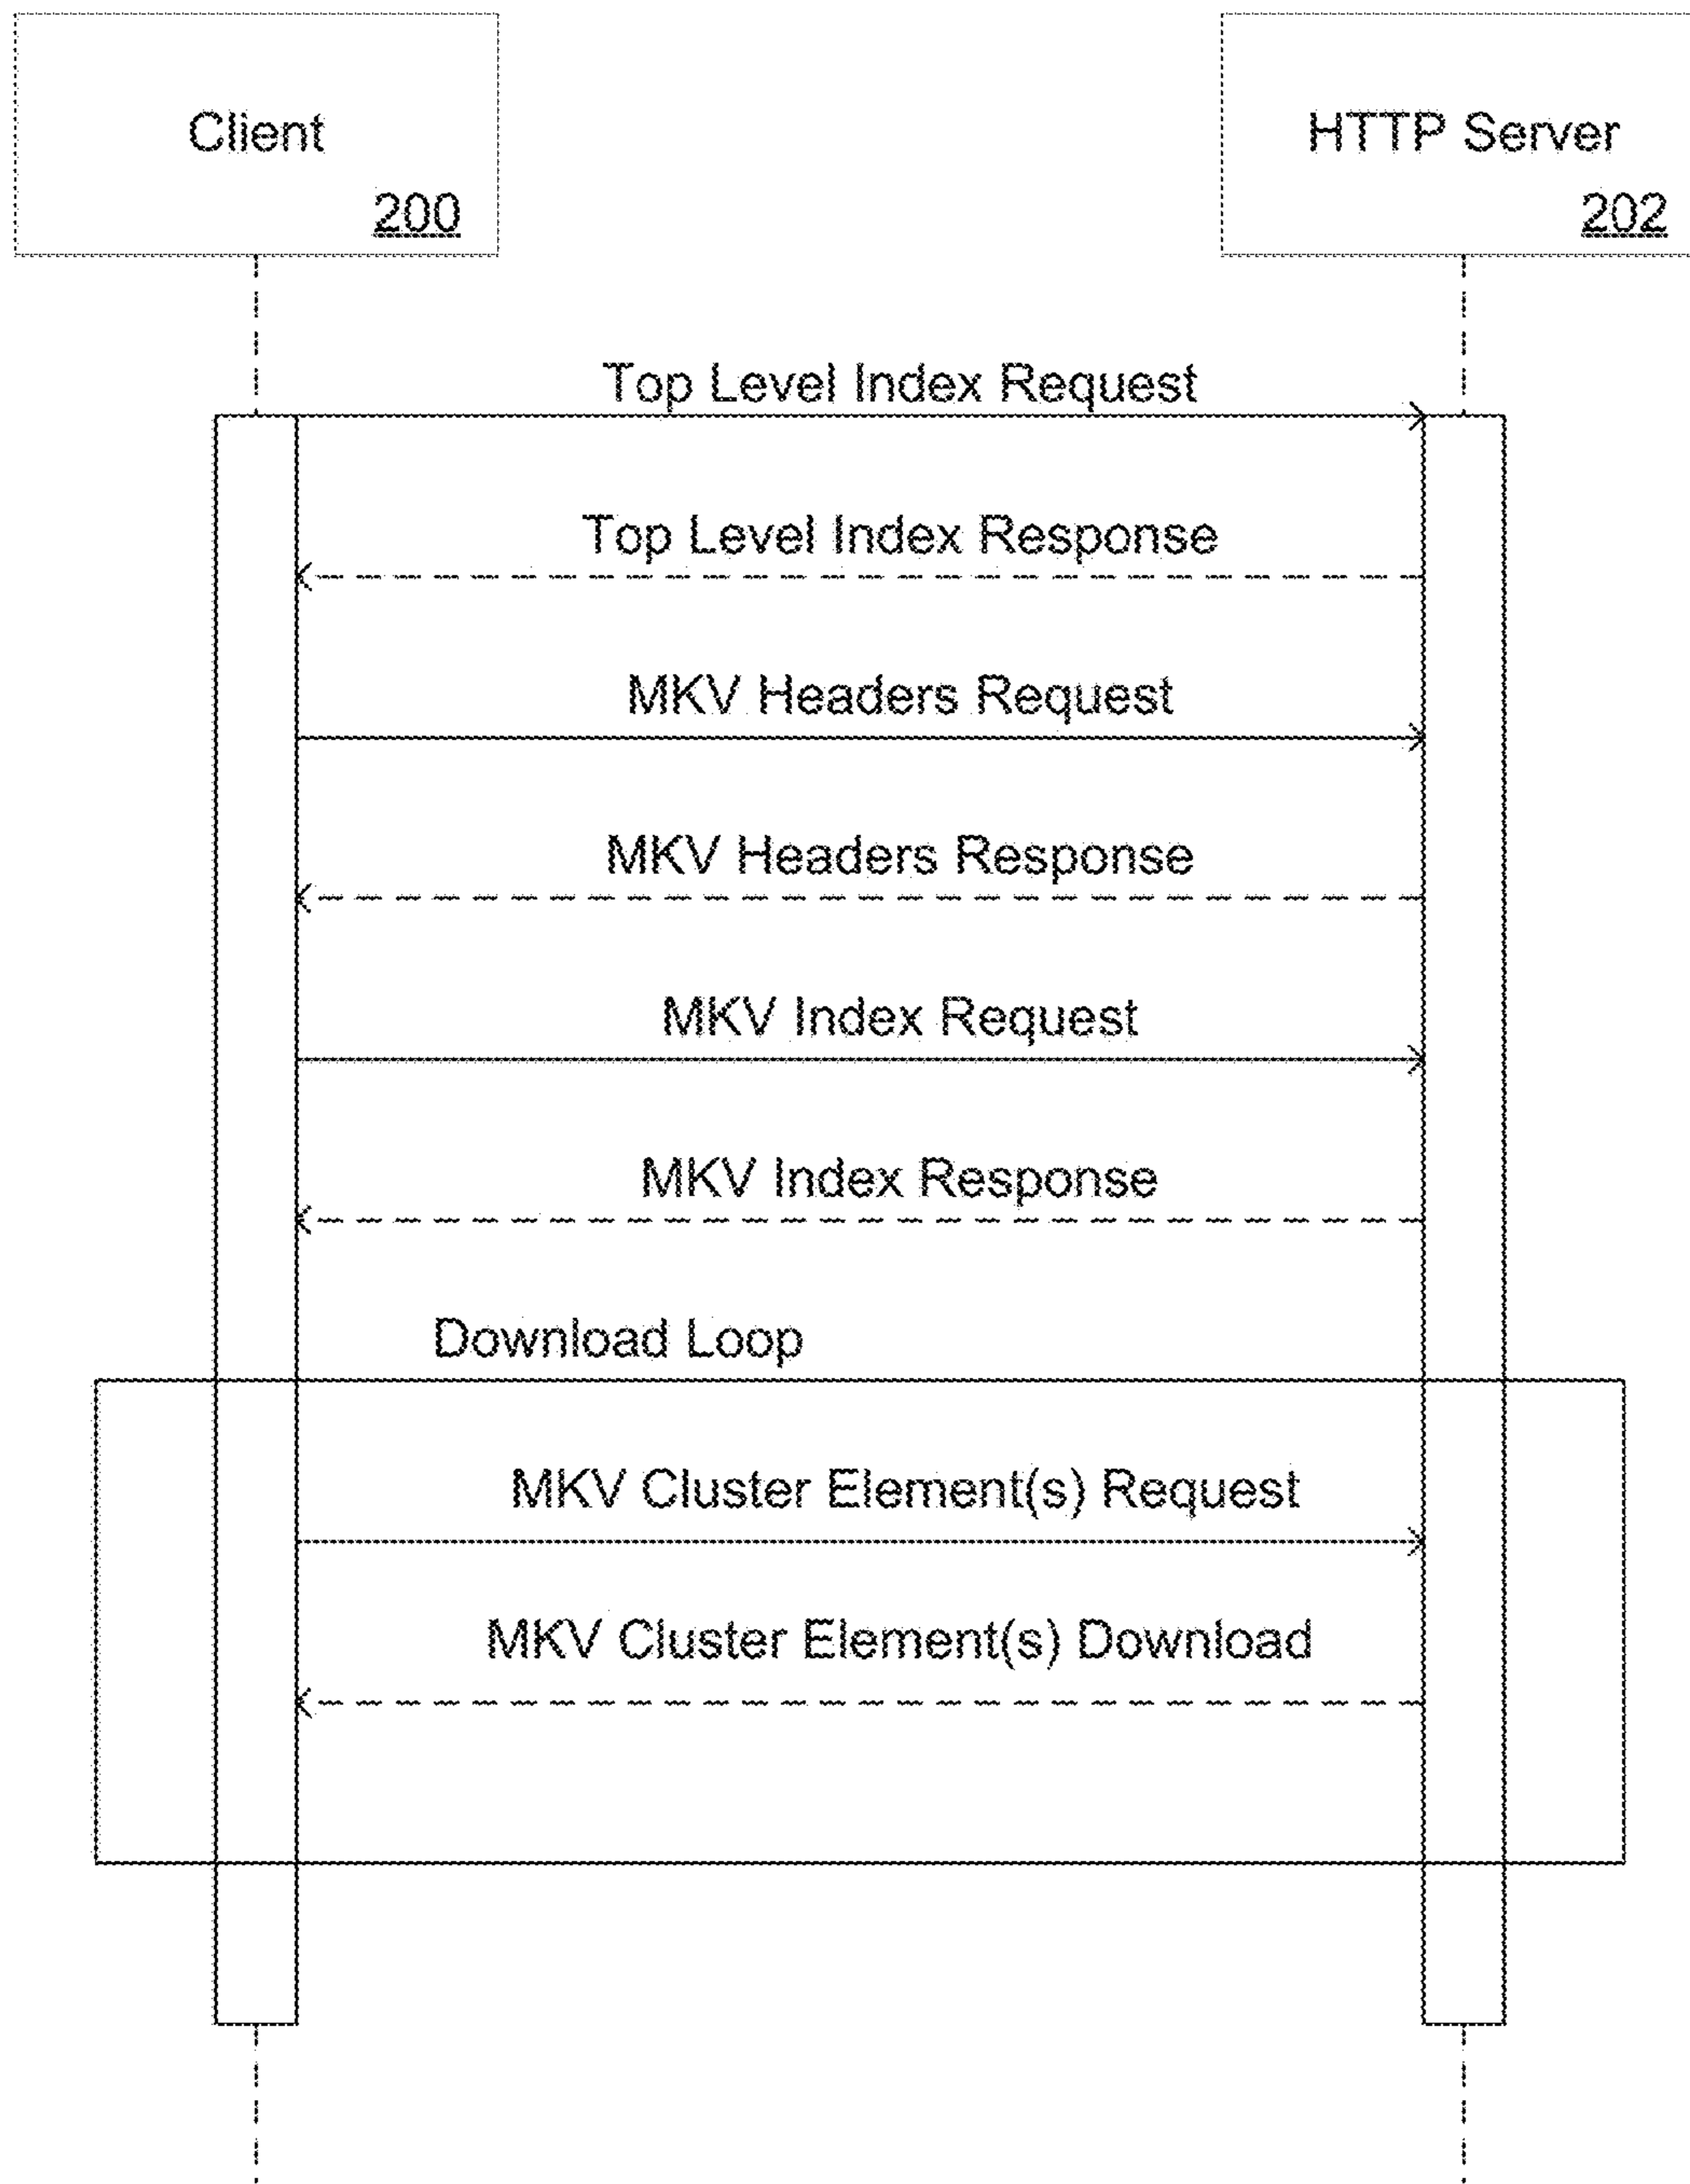 Client
200
HTTP Server
202
Top Level Index Request
Top Level Index Response
MKV Headers Request
MKV Headers Response
MKV Index Request
MKV Index Response
Download Loop
MKV Cluster Element(s) Request
MKV Cluster Element(s) Download